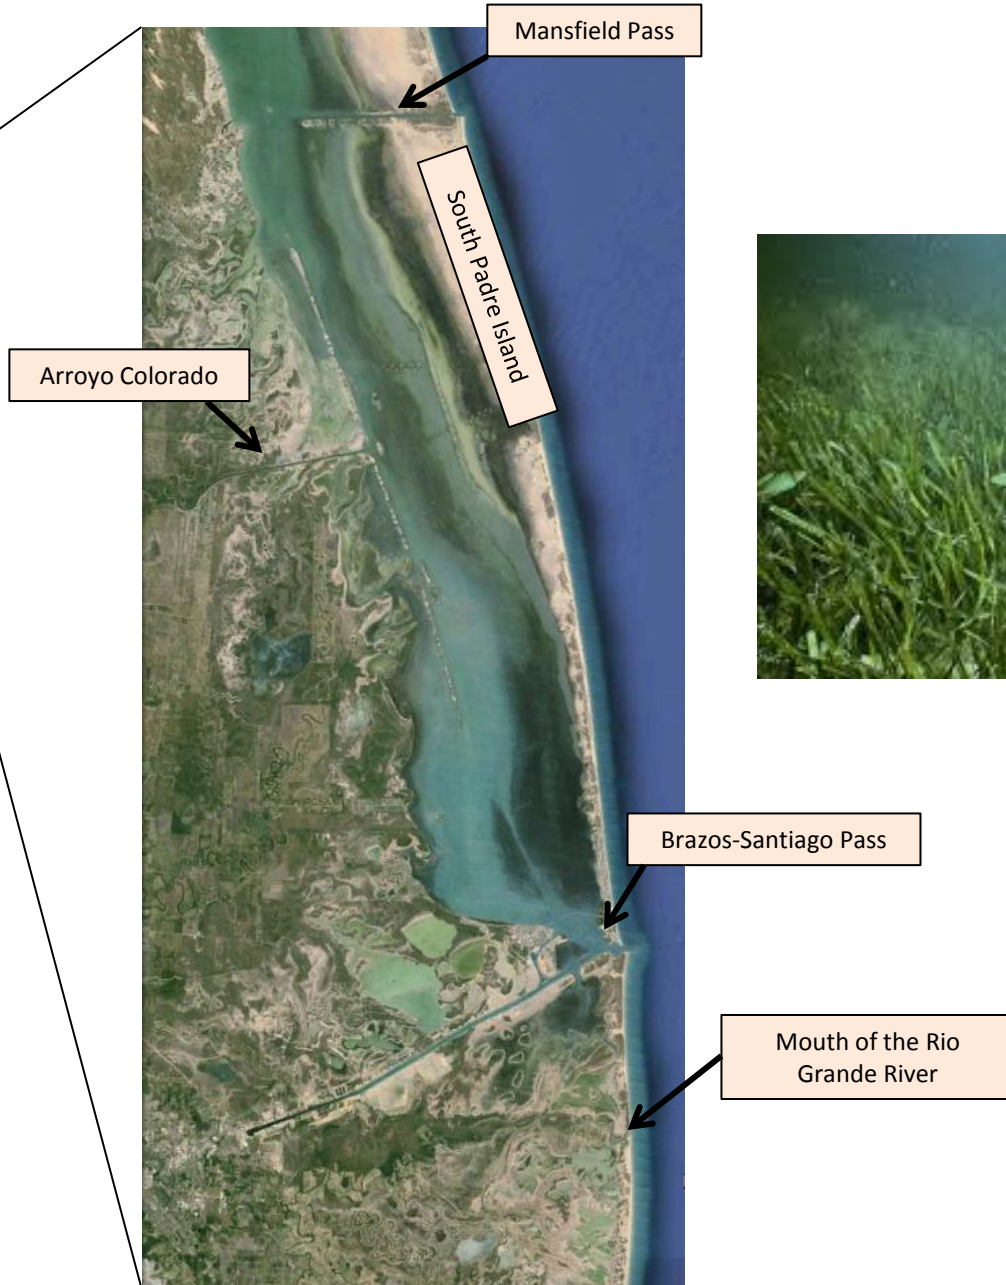 Mansfield Pass
South Padre Island
Arroyo Colorado
Brazos-Santiago Pass
Mouth of the Rio
Grande River